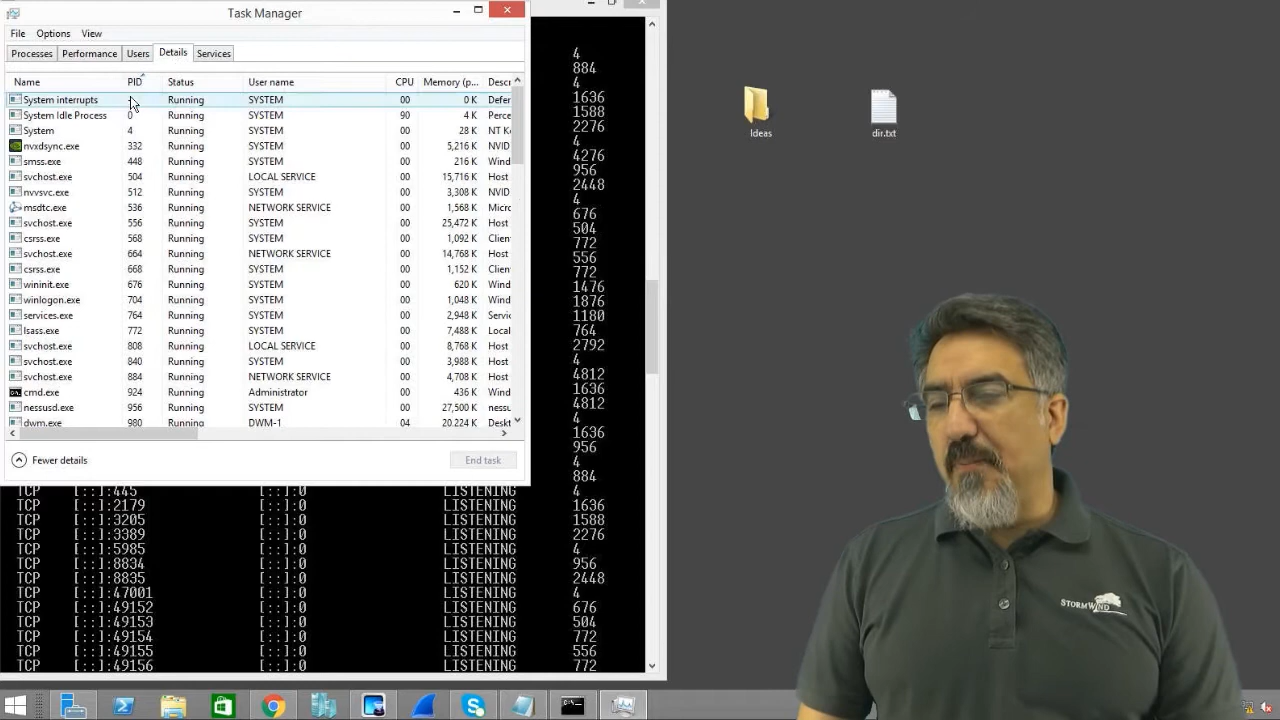 Task Manager
File Options View
Processes Performance Users Details Services
Name PID Status User name CPU Memory (p... Descr
System interrupts - Running SYSTEM 00 0 K Defer
System Idle Process 0 Running SYSTEM 90 4 K Perce
System 4 Running SYSTEM 00 28 K NT K
nvxdsync.exe 332 Running SYSTEM 00 5,216 K NVID
smss.exe 448 Running SYSTEM 00 216 K Wind
svchost.exe 504 Running LOCAL SERVICE 00 15,716 K Host
nvvsvc.exe 512 Running SYSTEM 00 3,308 K NVID
msdtc.exe 536 Running NETWORK SERVICE 00 1,568 K Micro
svchost.exe 556 Running SYSTEM 00 25,472 K Host
csrss.exe 568 Running SYSTEM 00 1,092 K Client
svchost.exe 664 Running NETWORK SERVICE 00 14,768 K Host
csrss.exe 668 Running SYSTEM 00 1,152 K Client
wininit.exe 676 Running SYSTEM 00 620 K Wind
winlogon.exe 704 Running SYSTEM 00 1,048 K Wind
services.exe 764 Running SYSTEM 00 2,948 K Servic
lsass.exe 772 Running SYSTEM 00 7,488 K Local
svchost.exe 808 Running LOCAL SERVICE 00 8,768 K Host
svchost.exe 840 Running SYSTEM 00 3,988 K Host
svchost.exe 884 Running NETWORK SERVICE 00 4,708 K Host
cmd.exe 924 Running Administrator 00 436 K Wind
nessusd.exe 956 Running SYSTEM 00 27,500 K nessu
dwm.exe 980 Running DWM-1 04 20,224 K Deskt
Fewer details End task
4
884
4
1636
1588
2276
4
4276
956
2448
4
676
504
772
556
772
1476
1876
1180
764
2792
4
4812
1636
4812
4
1636
956
4
884
TCP [::]:445 [::]:0 LISTENING 4
TCP [::]:2179 [::]:0 LISTENING 1636
TCP [::]:3205 [::]:0 LISTENING 1588
TCP [::]:3389 [::]:0 LISTENING 2276
TCP [::]:5985 [::]:0 LISTENING 4
TCP [::]:8834 [::]:0 LISTENING 956
TCP [::]:8835 [::]:0 LISTENING 2448
TCP [::]:47001 [::]:0 LISTENING 4
TCP [::]:49152 [::]:0 LISTENING 676
TCP [::]:49153 [::]:0 LISTENING 504
TCP [::]:49154 [::]:0 LISTENING 772
TCP [::]:49155 [::]:0 LISTENING 556
TCP [::]:49156 [::]:0 LISTENING 772
Ideas
dir.txt
STORMWIND